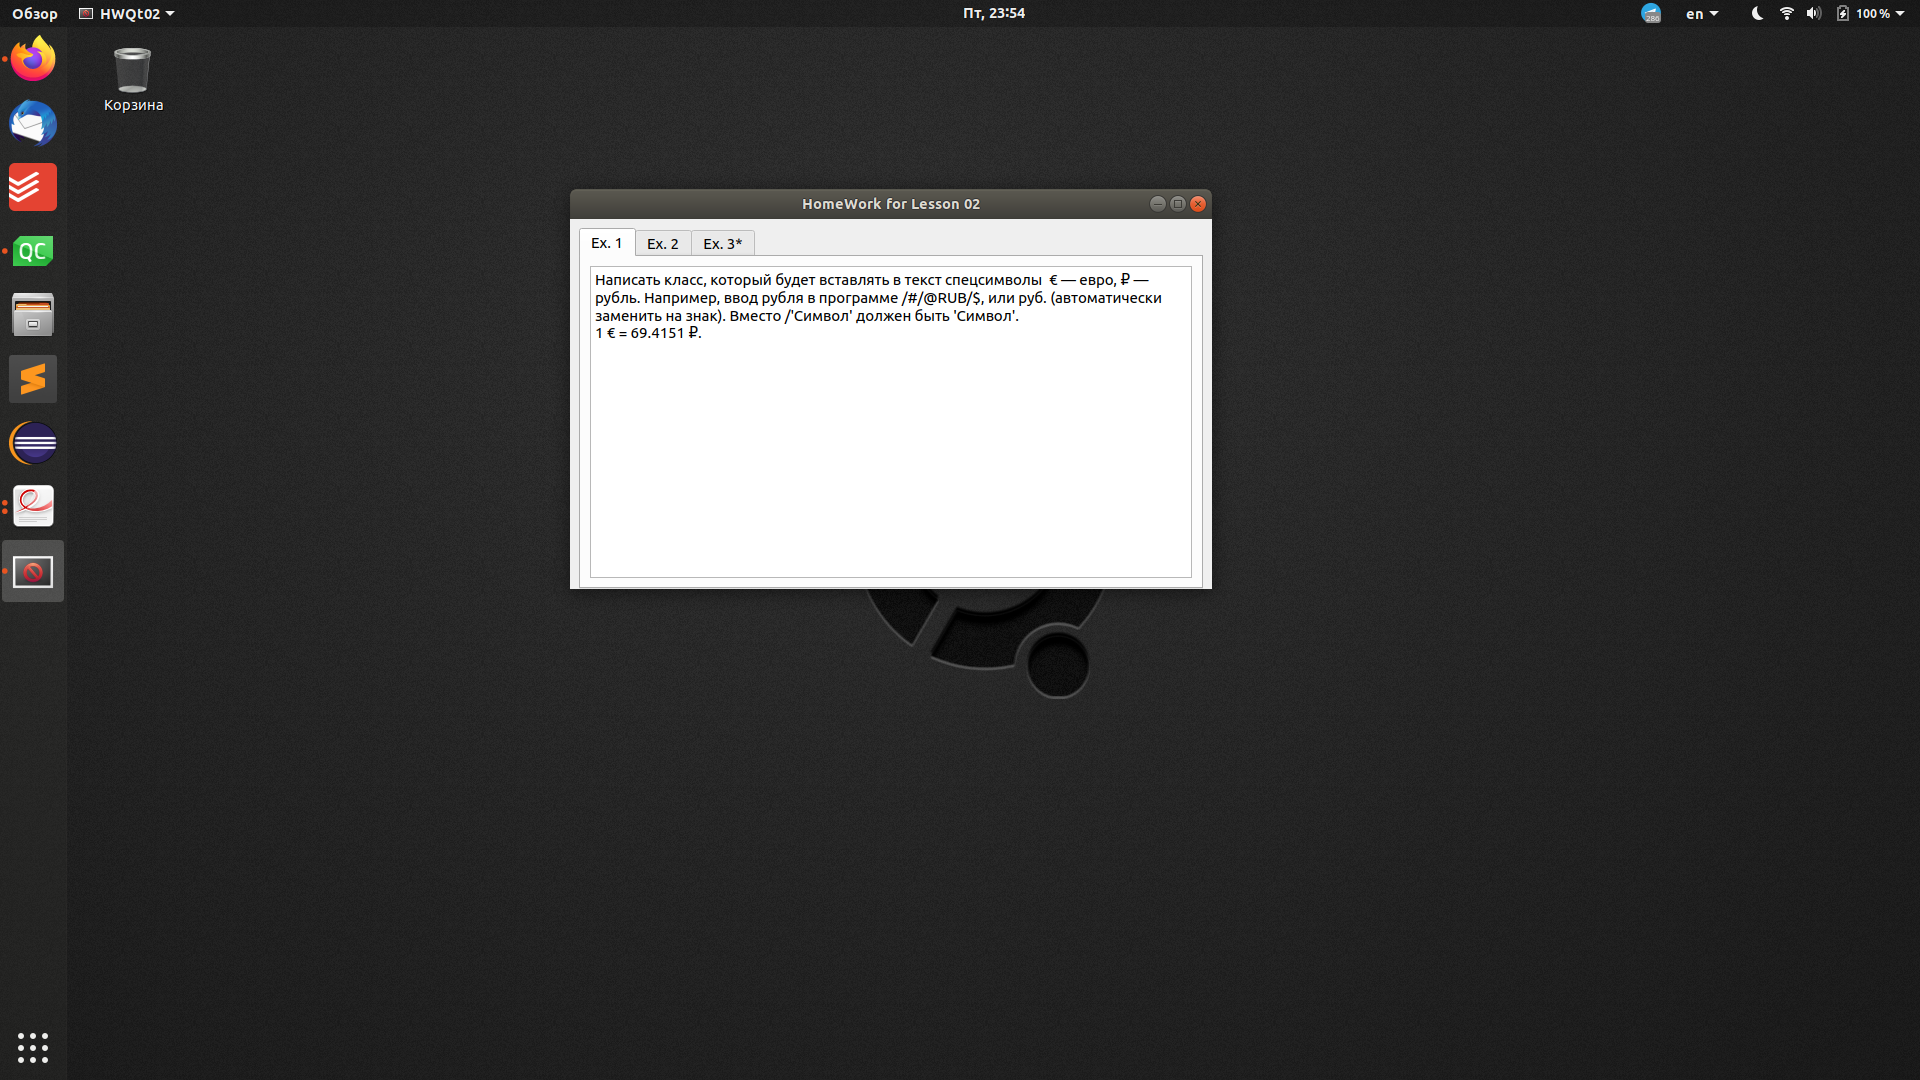 Обзор HWQt02 Пт, 23:54 286 en 100 %
Корзина
HomeWork for Lesson 02
Ex. 1 Ex. 2 Ex. 3*
Написать класс, который будет вставлять в текст спецсимволы  € — евро, ₽ —
рубль. Например, ввод рубля в программе /#/@RUB/$, или руб. (автоматически
заменить на знак). Вместо /'Символ' должен быть 'Символ'.
1 € = 69.4151 ₽.
QC